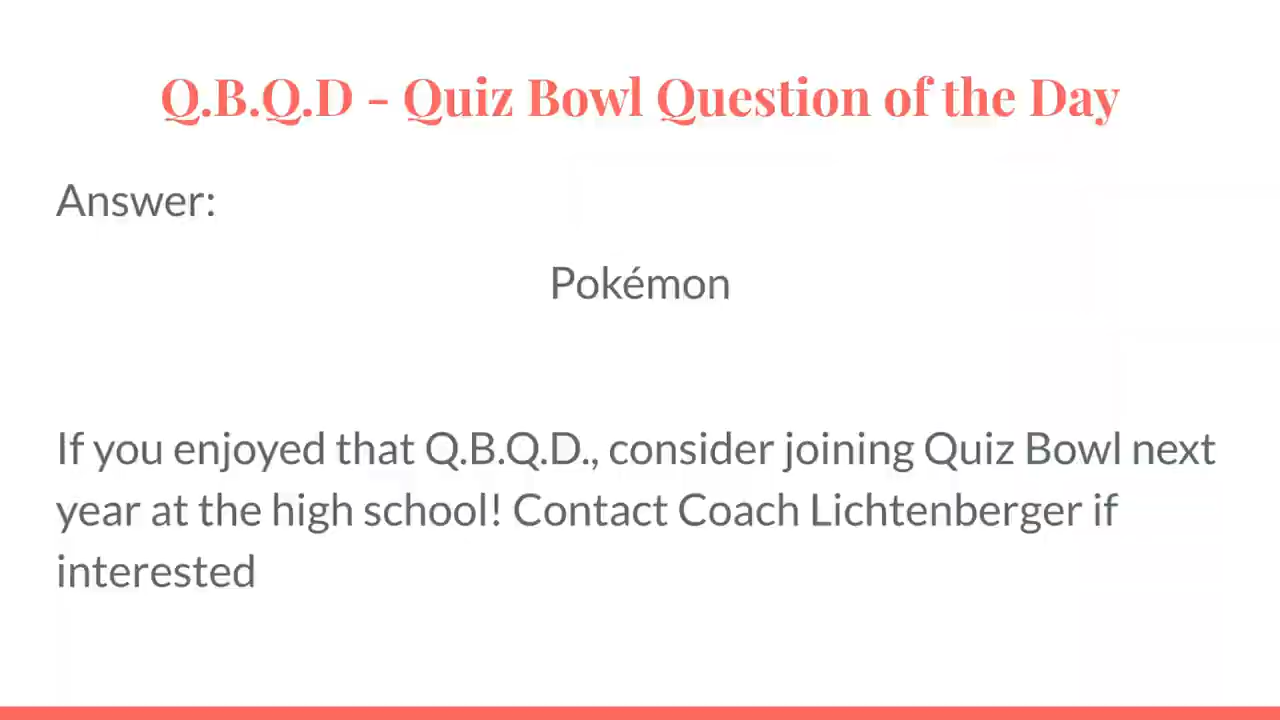 Q.B.Q.D - Quiz Bowl Question of the Day
Answer:
Pokémon
If you enjoyed that Q.B.Q.D., consider joining Quiz Bowl next
year at the high school! Contact Coach Lichtenberger if
interested